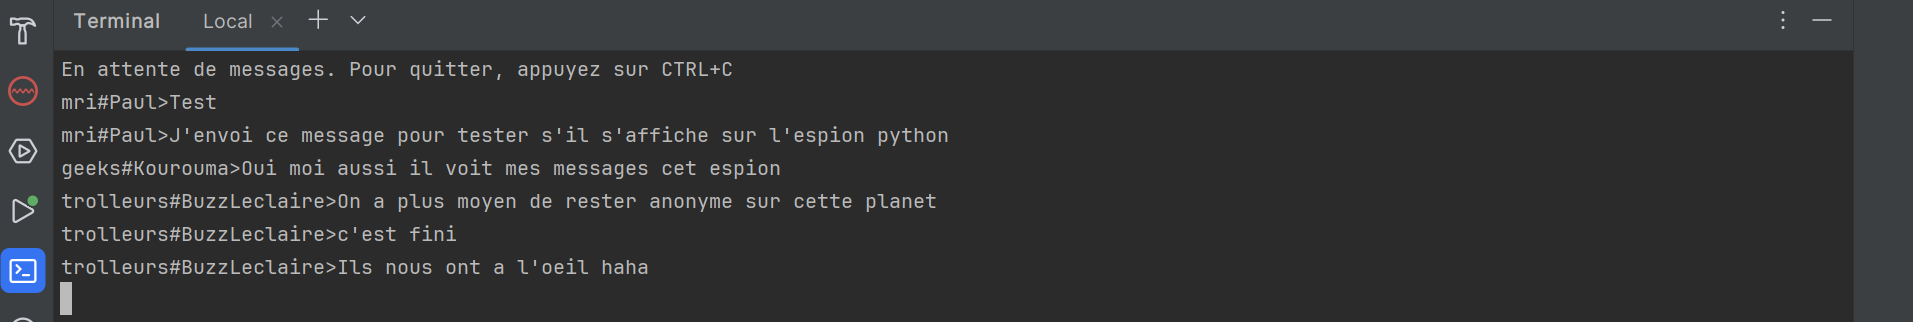 Terminal Local
En attente de messages. Pour quitter, appuyez sur CTRL+C
mri#Paul>Test
mri#Paul>J'envoi ce message pour tester s'il s'affiche sur l'espion python
geeks#Kourouma>Oui moi aussi il voit mes messages cet espion
trolleurs#BuzzLeclaire>On a plus moyen de rester anonyme sur cette planet
trolleurs#BuzzLeclaire>c'est fini
trolleurs#BuzzLeclaire>Ils nous ont a l'oeil haha